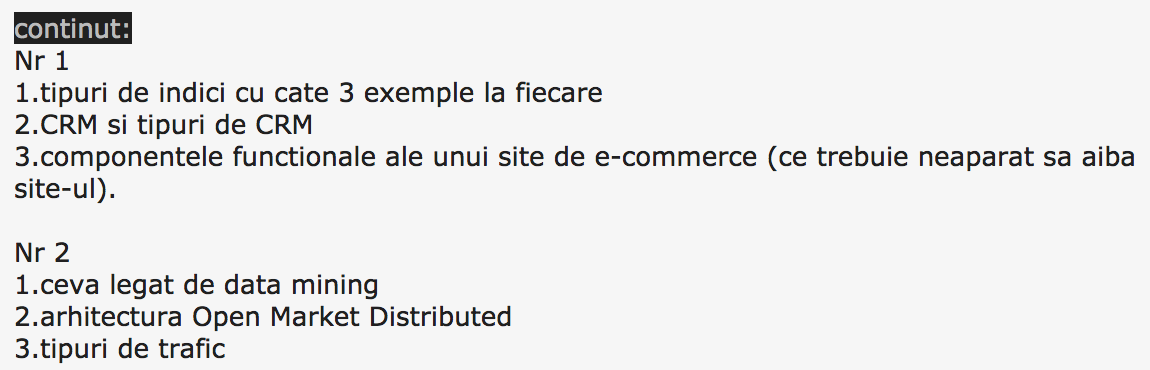 continut:
Nr 1
1.tipuri de indici cu cate 3 exemple la fiecare
2.CRM si tipuri de CRM
3.componentele functionale ale unui site de e-commerce (ce trebuie neaparat sa aiba
site-ul).
Nr 2
1.ceva legat de data mining
2.arhitectura Open Market Distributed
3.tipuri de trafic